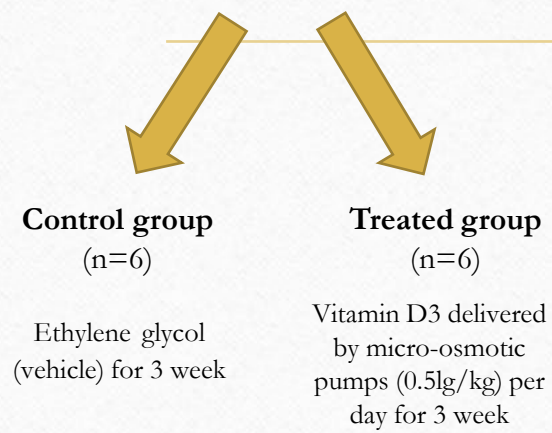 Control group
(n=6)
Ethylene glycol
(vehicle) for 3 week
Treated group
(n=6)
Vitamin D3 delivered
by micro-osmotic
pumps (0.5lg/kg) per
day for 3 week